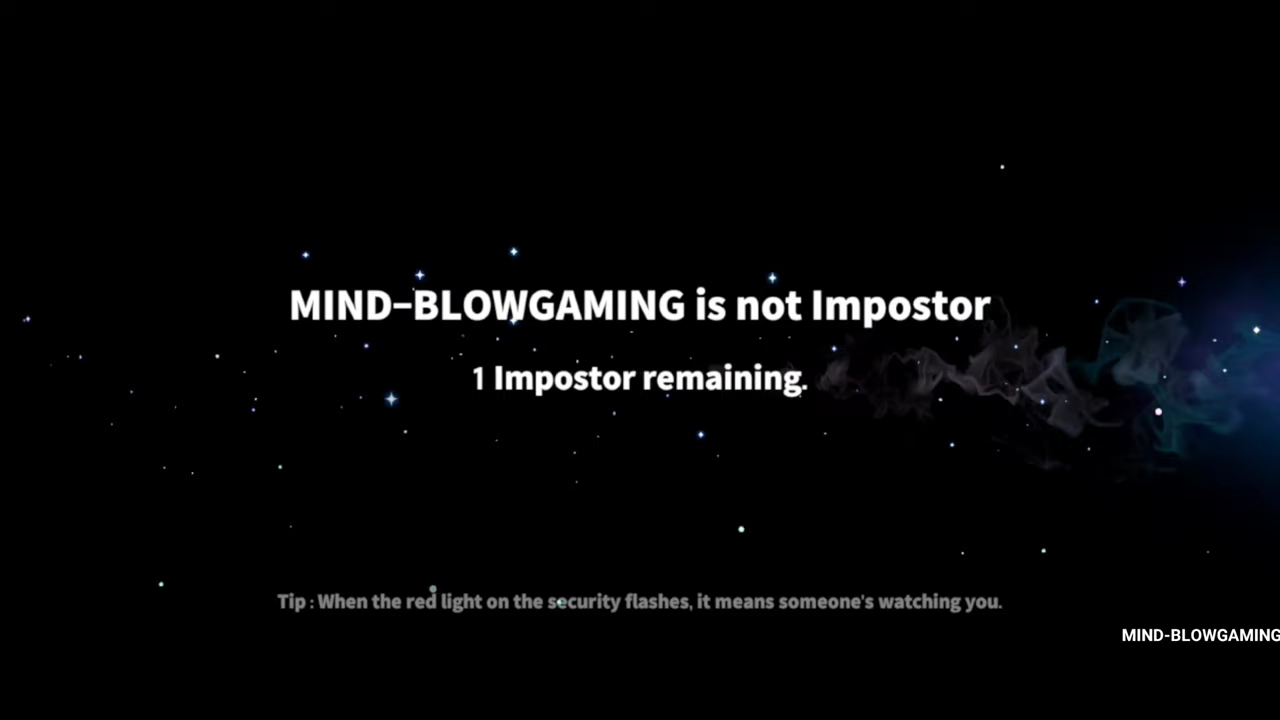 MIND-BLOWGAMING is not Impostor
1 Impostor remaining.
Tip : When the red light on the security flashes, it means someone's watching you.
MIND-BLOWGAMING